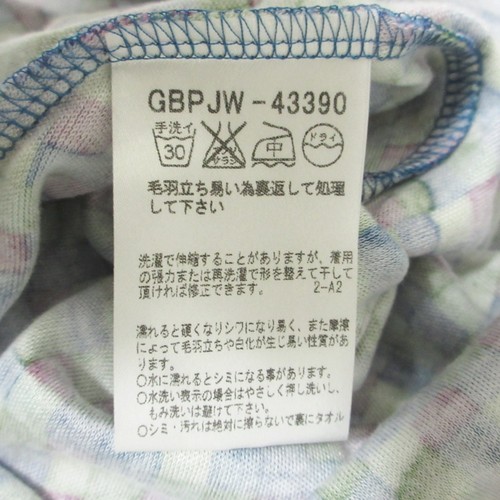 GBPJW-43390
手洗イ
30 エンソサラシ 中 ドライ
毛羽立ち易い為裏返して処理
して下さい
洗濯で伸縮することがありますが、着用
の張力または再洗濯で形を整えて干して
頂ければ修正できます。 2-A2
濡れると硬くなりシワになり易く、また摩擦
によって毛羽立ちや白化が生じ易い性質があ
ります。
○水に濡れるとシミになる事があります。
○水洗い表示の場合はやさしく押し洗いし、
もみ洗いは避けて下さい。
○シミ・汚れは絶対に擦らないで裏にタオル